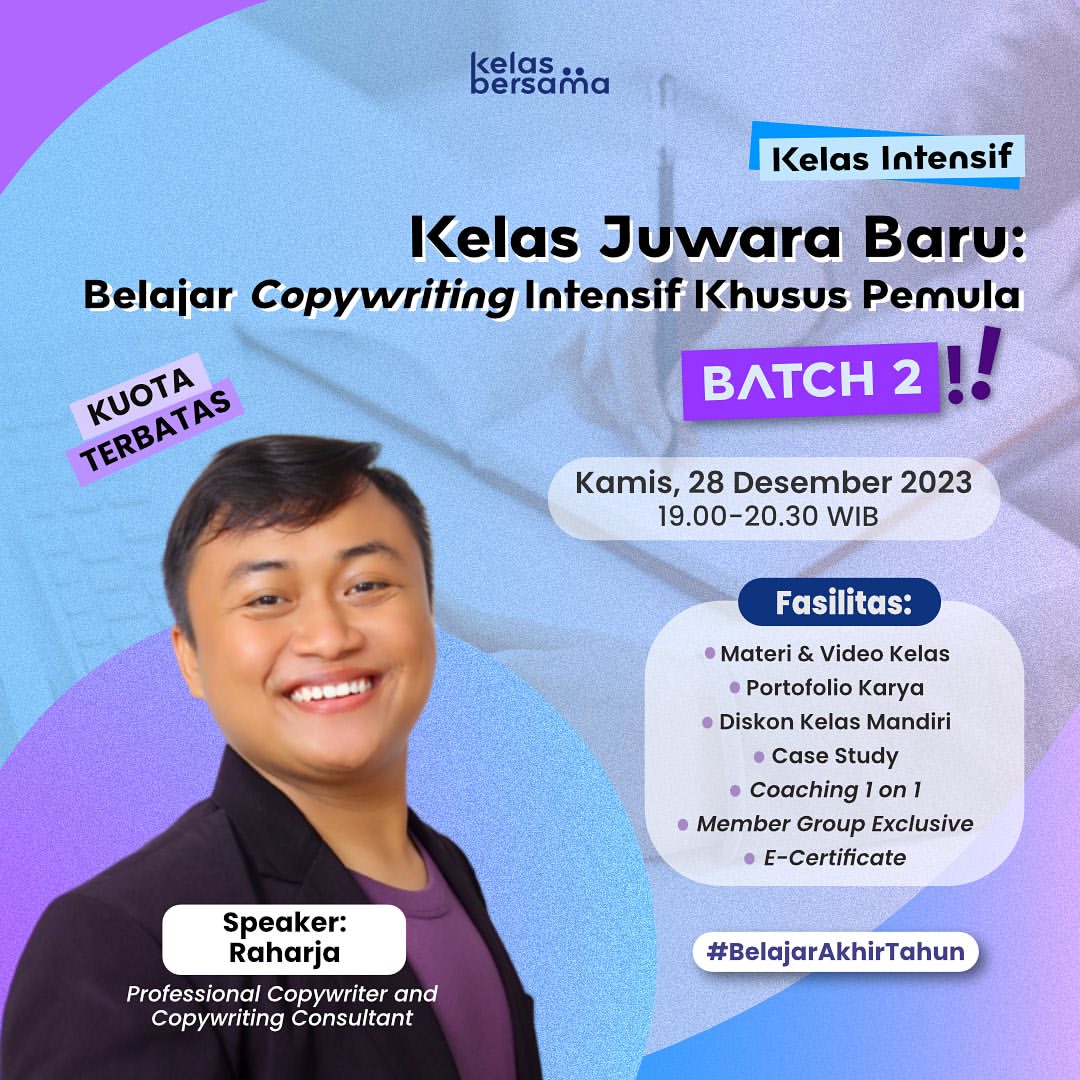 kelas
bersama
Kelas Intensif
Kelas Juwara Baru:
Belajar Copywriting Intensif Khusus Pemula
BATCH 2!!
KUOTA
TERBATAS
Kamis, 28 Desember 2023
19.00-20.30 WIB
Fasilitas:
• Materi & Video Kelas
• Portofolio Karya
• Diskon Kelas Mandiri
• Case Study
• Coaching 1 on 1
• Member Group Exclusive
• E-Certificate
Speaker:
Raharja
Professional Copywriter and
Copywriting Consultant
#BelajarAkhirTahun